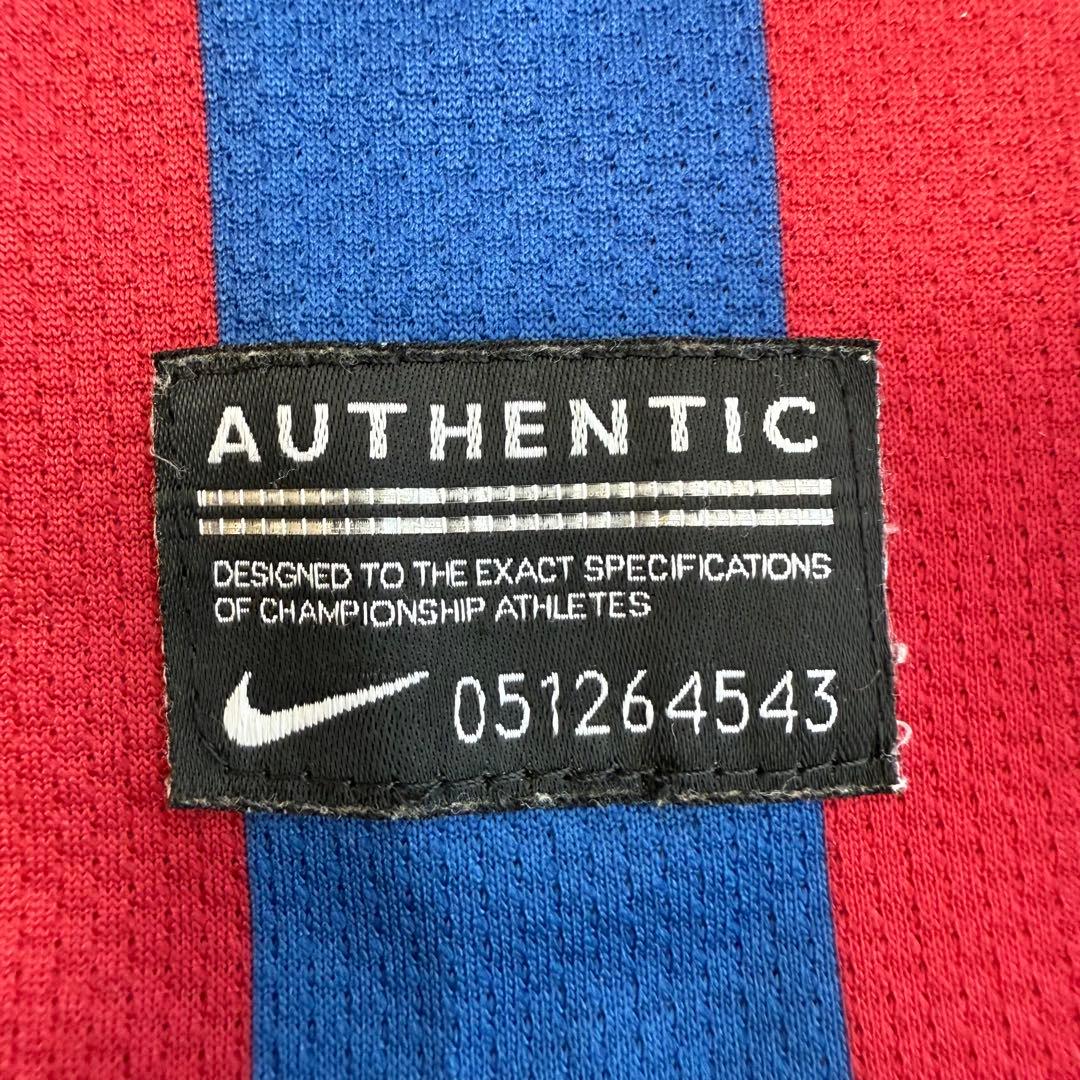 AUTHENTIC
DESIGNED TO THE EXACT SPECIFICATIONS
OF CHAMPIONSHIP ATHLETES
051264543